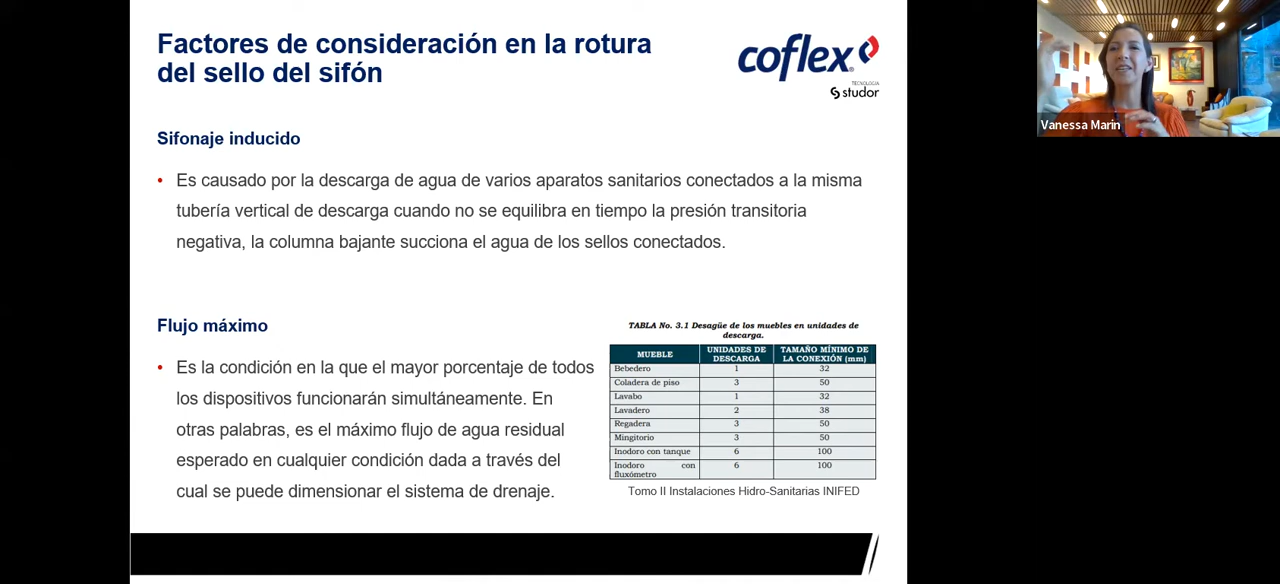 Factores de consideración en la rotura
del sello del sifón
coflex
TECNOLOGÍA
studor
Vanessa Marin
Sifonaje inducido
• Es causado por la descarga de agua de varios aparatos sanitarios conectados a la misma
tubería vertical de descarga cuando no se equilibra en tiempo la presión transitoria
negativa, la columna bajante succiona el agua de los sellos conectados.
Flujo máximo
• Es la condición en la que el mayor porcentaje de todos
los dispositivos funcionarán simultáneamente. En
otras palabras, es el máximo flujo de agua residual
esperado en cualquier condición dada a través del
cual se puede dimensionar el sistema de drenaje.
TABLA No. 3.1 Desagüe de los muebles en unidades de
descarga.
MUEBLE UNIDADES DE DESCARGA TAMAÑO MÍNIMO DE LA CONEXIÓN (mm)
Bebedero 1 32
Coladera de piso 3 50
Lavabo 1 32
Lavadero 2 38
Regadera 3 50
Mingitorio 3 50
Inodoro con tanque 6 100
Inodoro con fluxómetro 6 100
Tomo II Instalaciones Hidro-Sanitarias INIFED